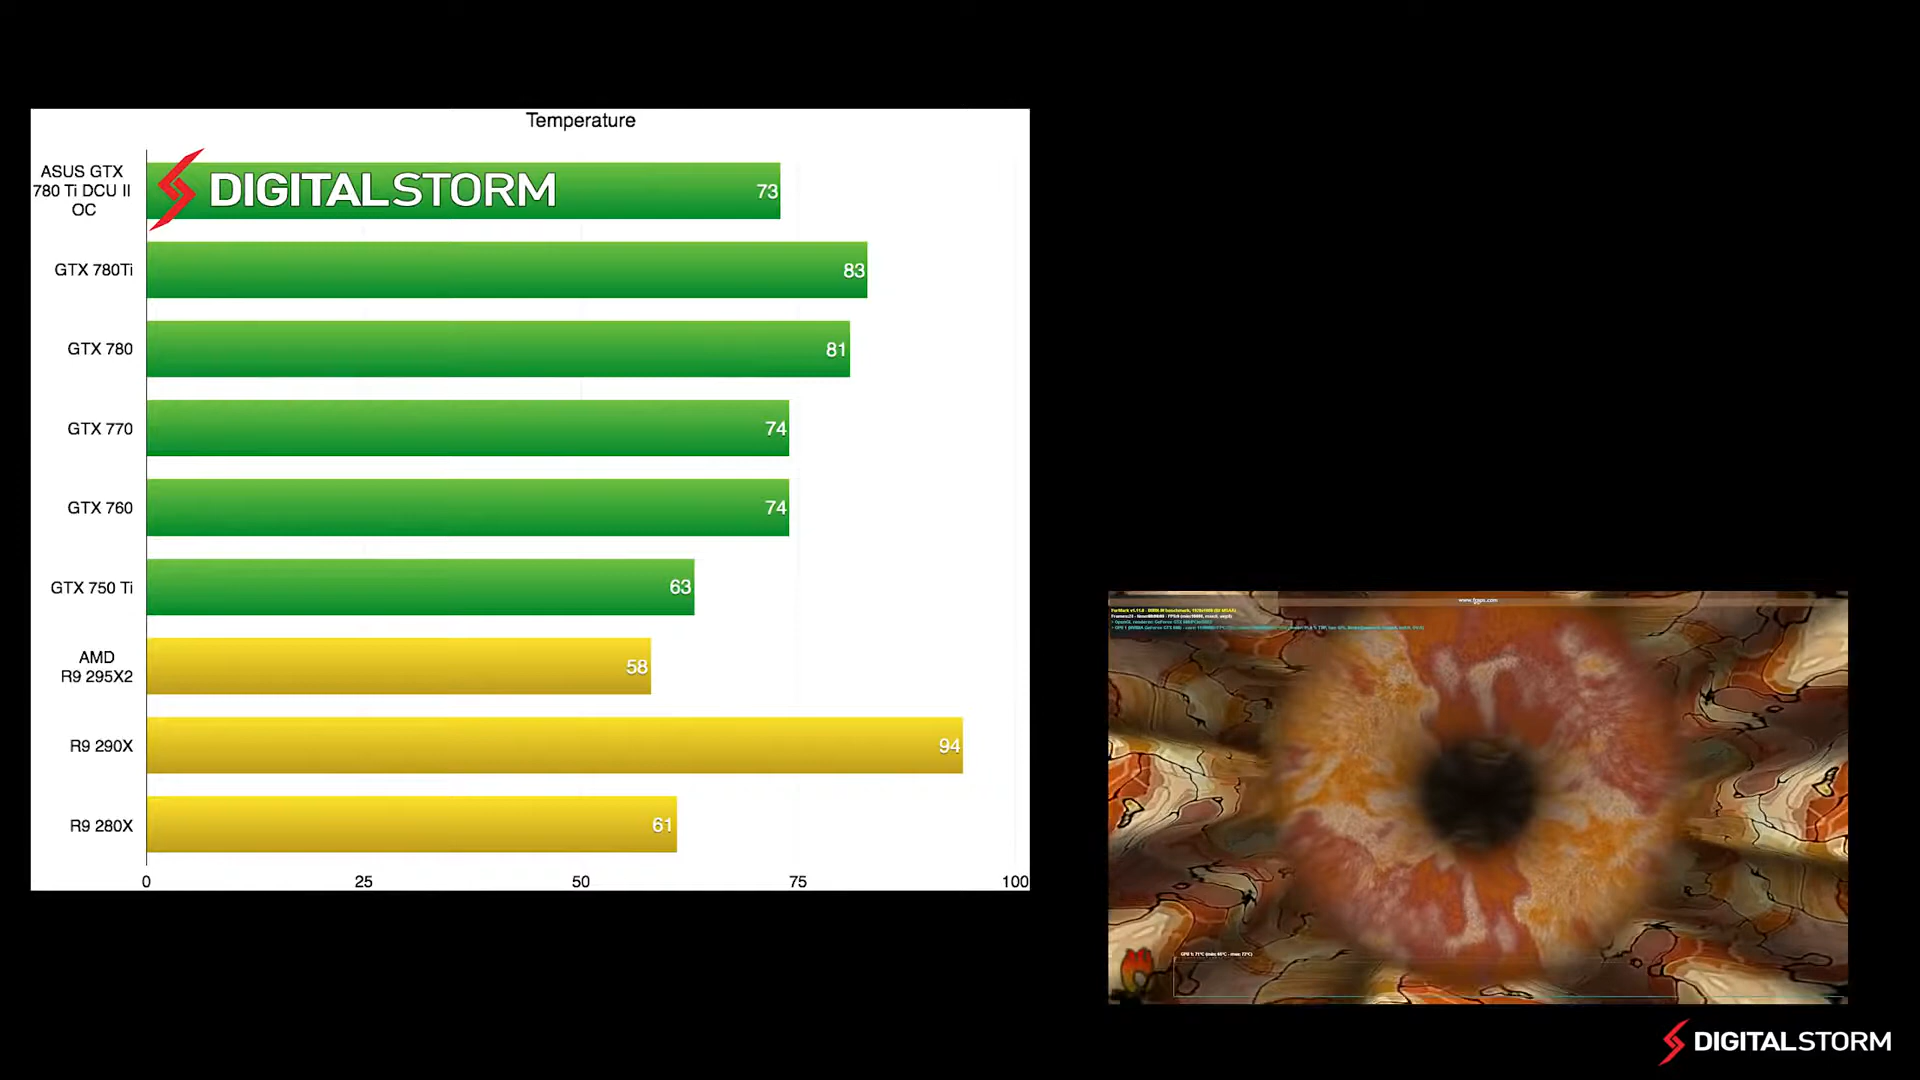 Temperature
ASUS GTX
780 Ti DCU II
OC
DIGITALSTORM
73
GTX 780Ti
83
GTX 780
81
GTX 770
74
GTX 760
74
GTX 750 Ti
63
AMD
R9 295X2
58
R9 290X
94
R9 280X
61
0
25
50
75
100
DIGITALSTORM